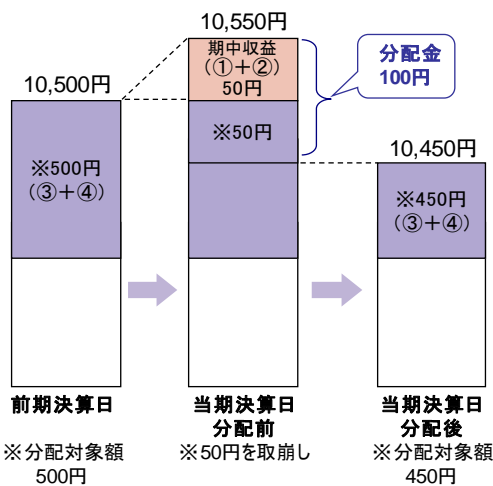 10,550円
期中収益
(①+②)
50円
分配金
100円
10,500円
※50円
10,450円
※500円
(③+④)
※450円
(③+④)
前期決算日
当期決算日
分配前
当期決算日
分配後
※分配対象額
500円
※50円を取崩し
※分配対象額
450円